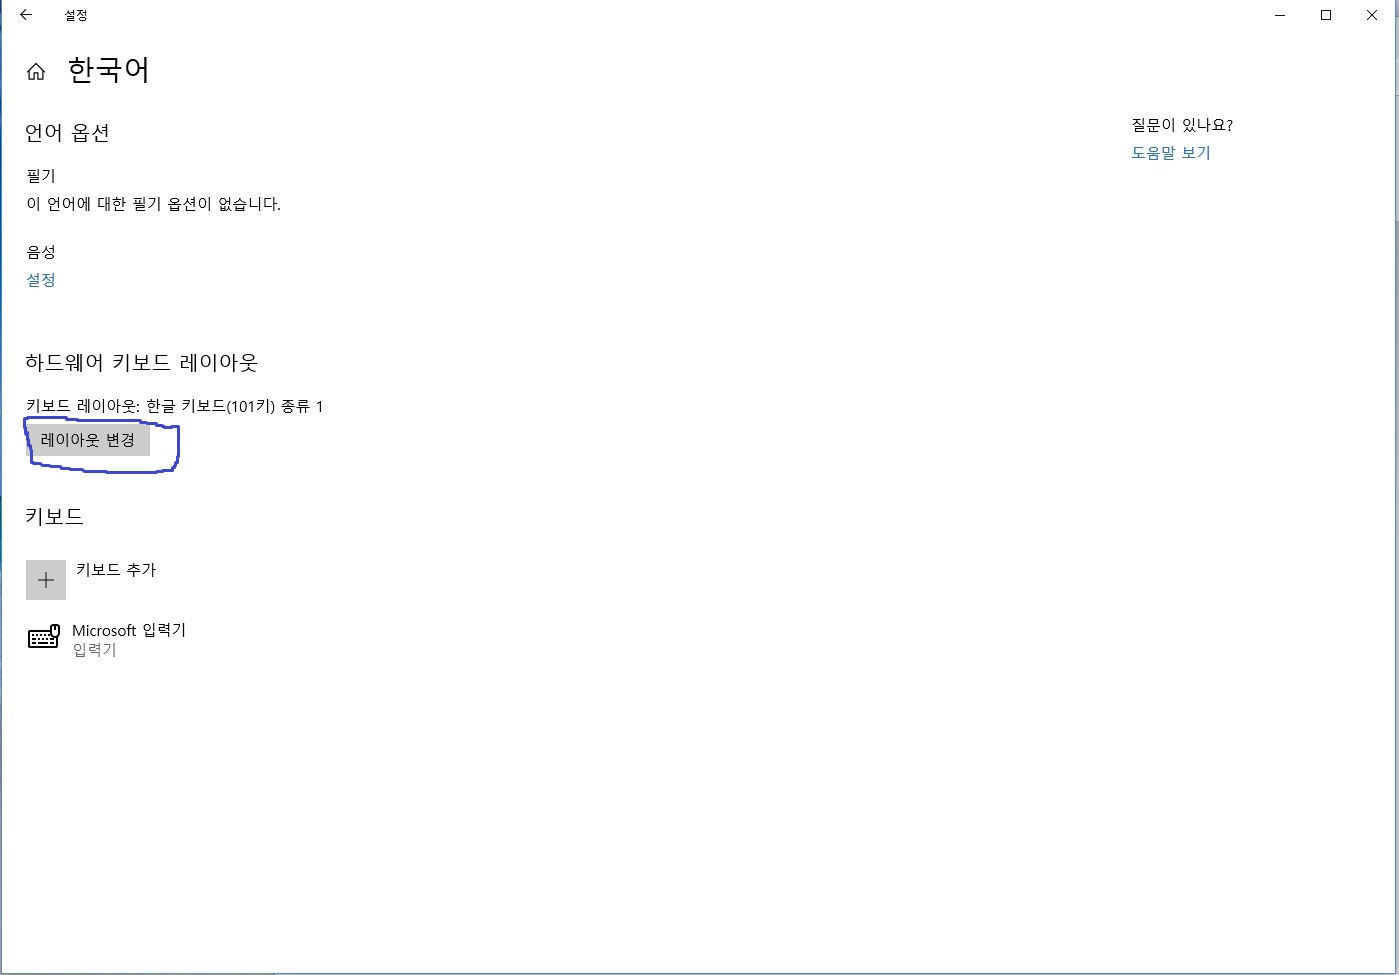 설정
한국어
언어 옵션
필기
이 언어에 대한 필기 옵션이 없습니다.
음성
설정
하드웨어 키보드 레이아웃
키보드 레이아웃: 한글 키보드(101키) 종류 1
레이아웃 변경
키보드
키보드 추가
Microsoft 입력기
입력기
질문이 있나요?
도움말 보기